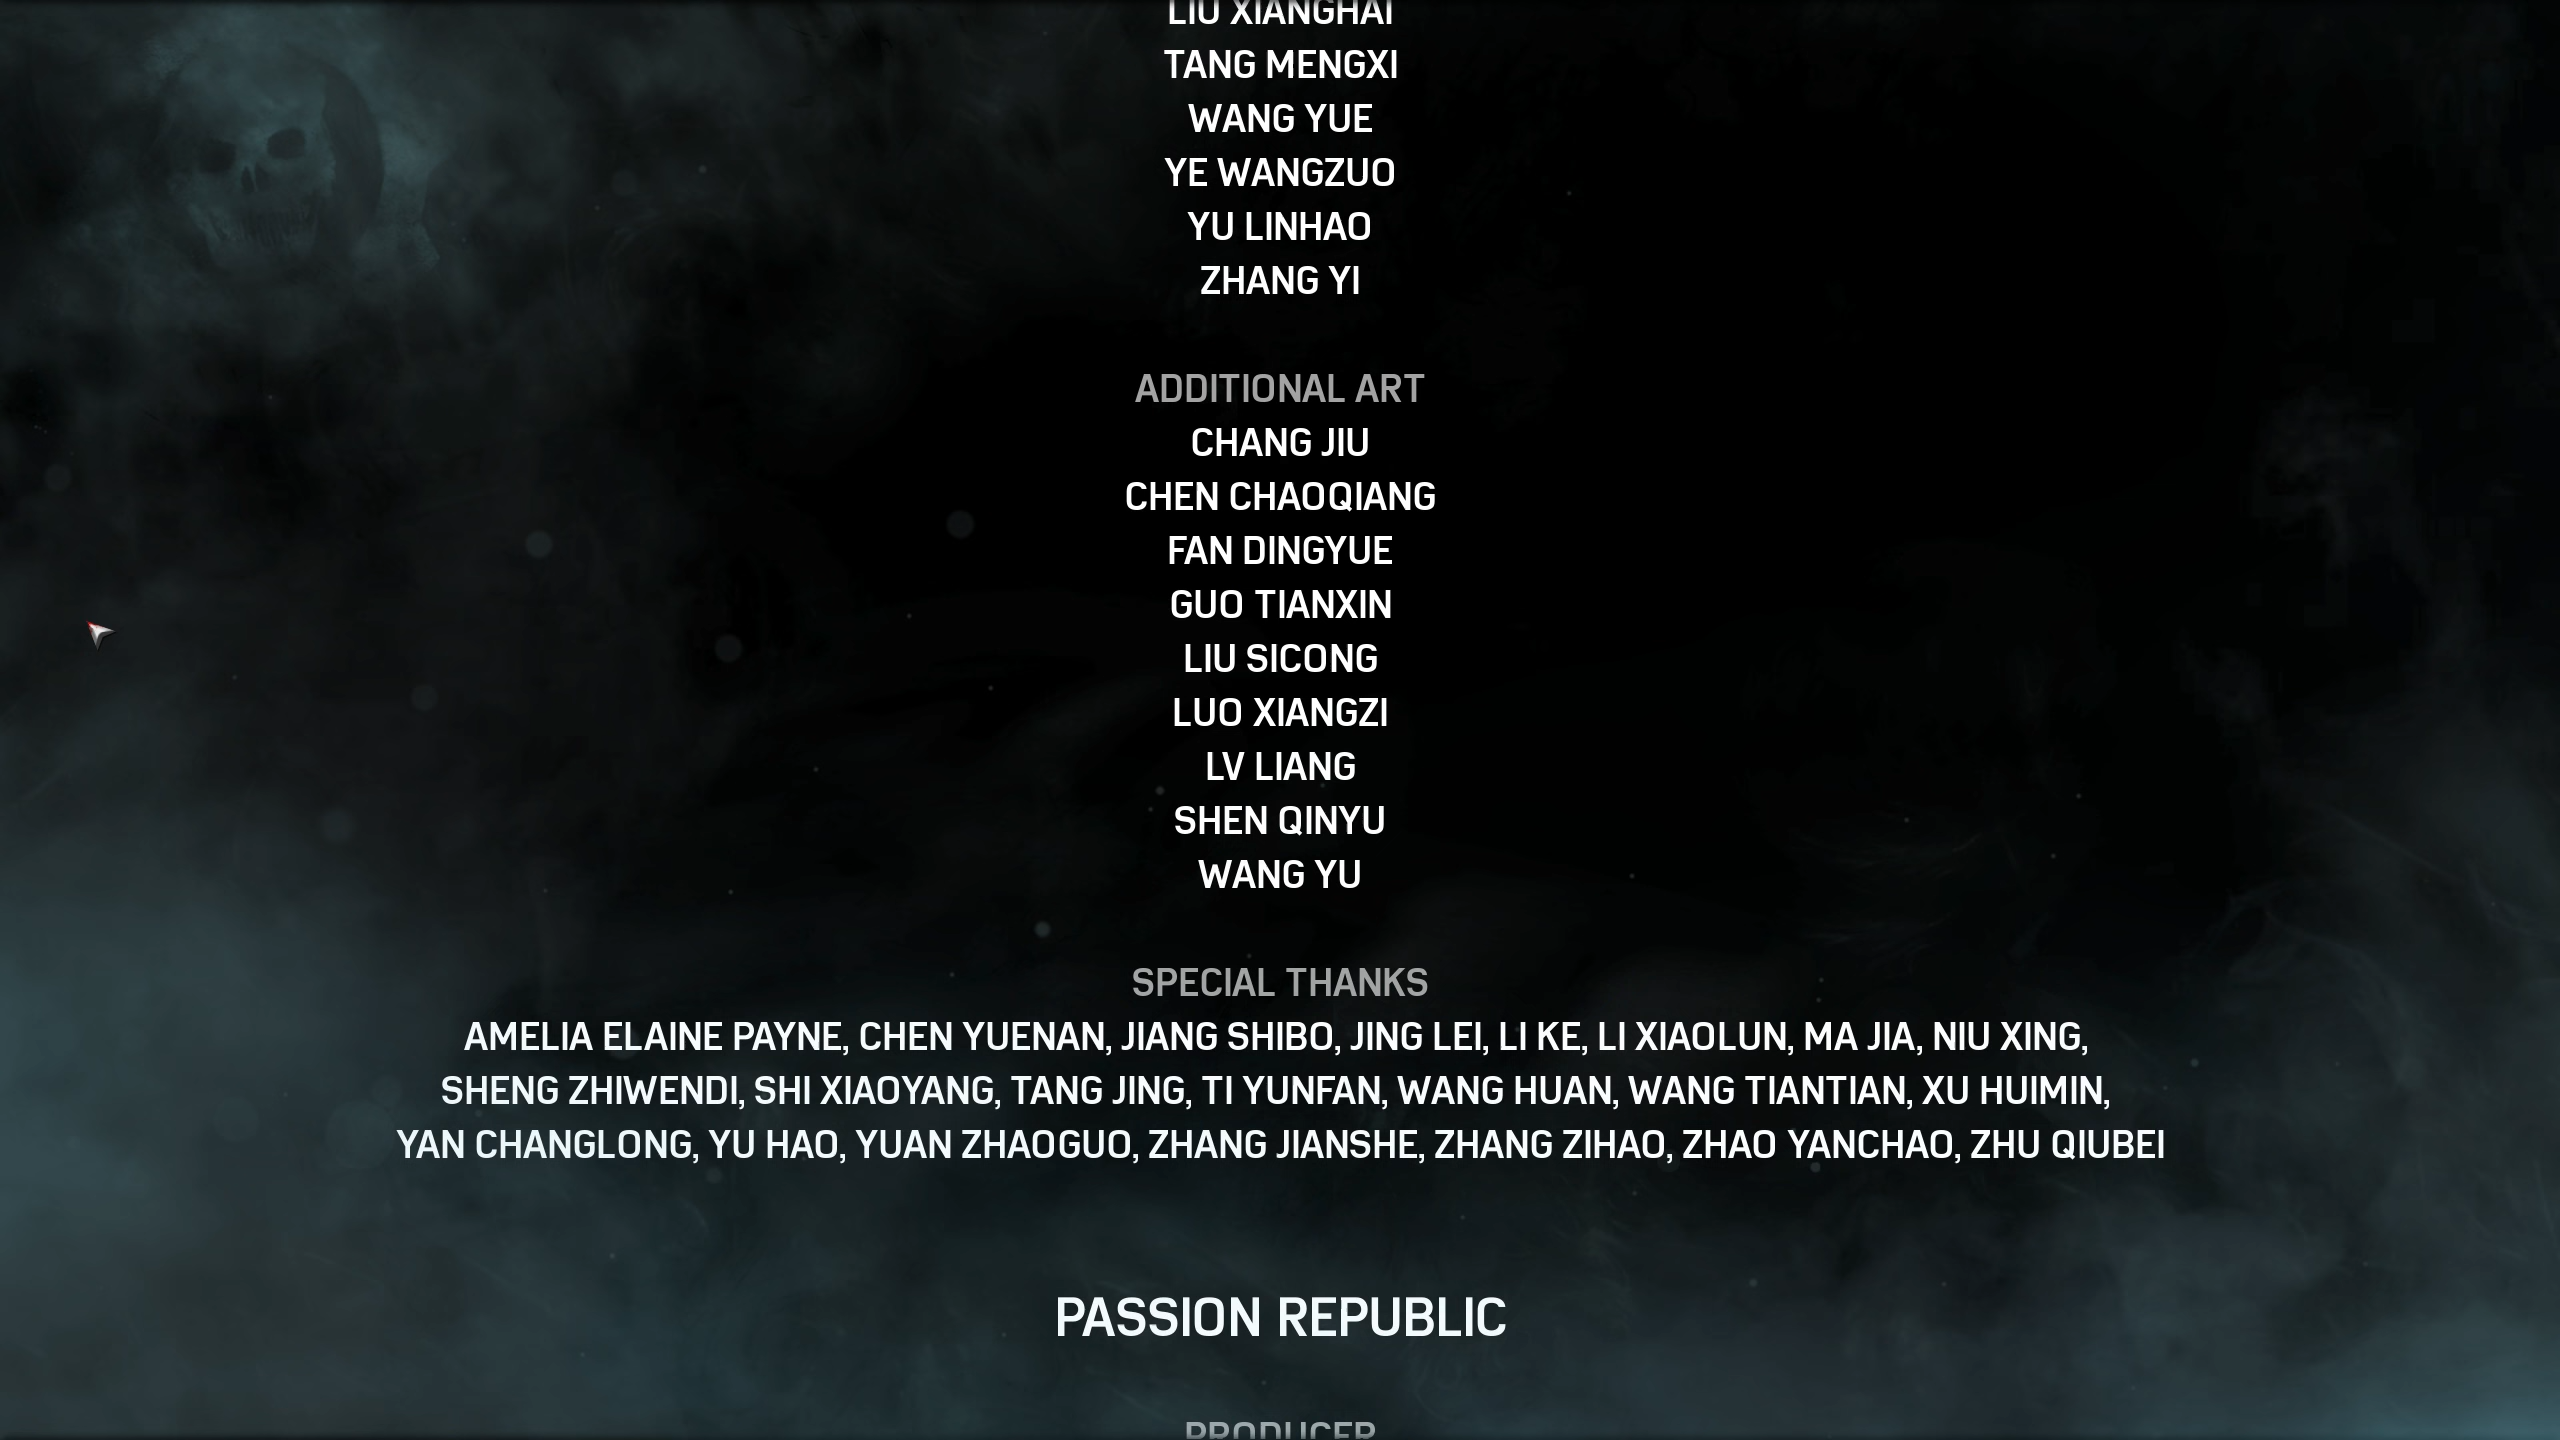 LIU XIANGHAI
TANG MENGXI
WANG YUE
YE WANGZUO
YU LINHAO
ZHANG YI
ADDITIONAL ART
CHANG JIU
CHEN CHAOQIANG
FAN DINGYUE
GUO TIANXIN
LIU SICONG
LUO XIANGZI
LV LIANG
SHEN QINYU
WANG YU
SPECIAL THANKS
AMELIA ELAINE PAYNE, CHEN YUENAN, JIANG SHIBO, JING LEI, LI KE, LI XIAOLUN, MA JIA, NIU XING,
SHENG ZHIWENDI, SHI XIAOYANG, TANG JING, TI YUNFAN, WANG HUAN, WANG TIANTIAN, XU HUIMIN,
YAN CHANGLONG, YU HAO, YUAN ZHAOGUO, ZHANG JIANSHE, ZHANG ZIHAO, ZHAO YANCHAO, ZHU QIUBEI
PASSION REPUBLIC
PRODUCER